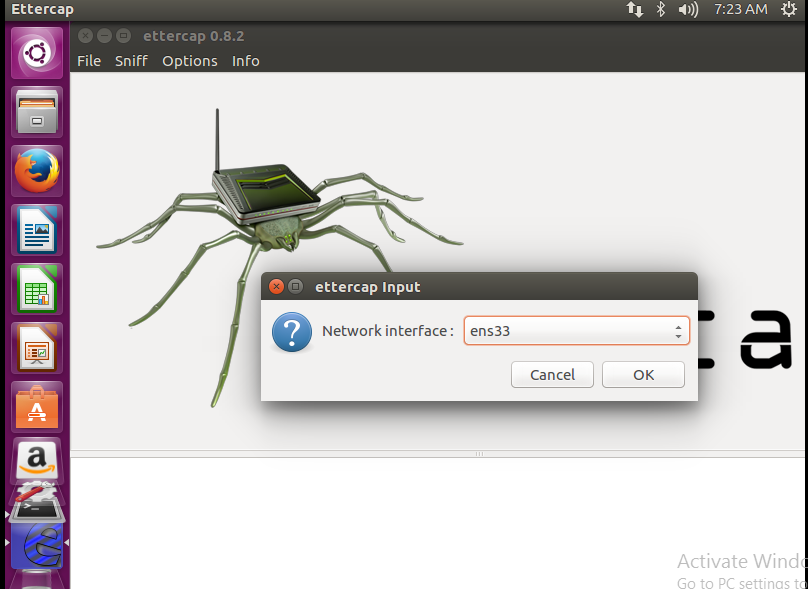 Ettercap
7:23 AM
ettercap 0.8.2
File Sniff Options Info
ettercap Input
Network interface : ens33
Cancel OK
a
a
Activate Windo
Go to PC settings to